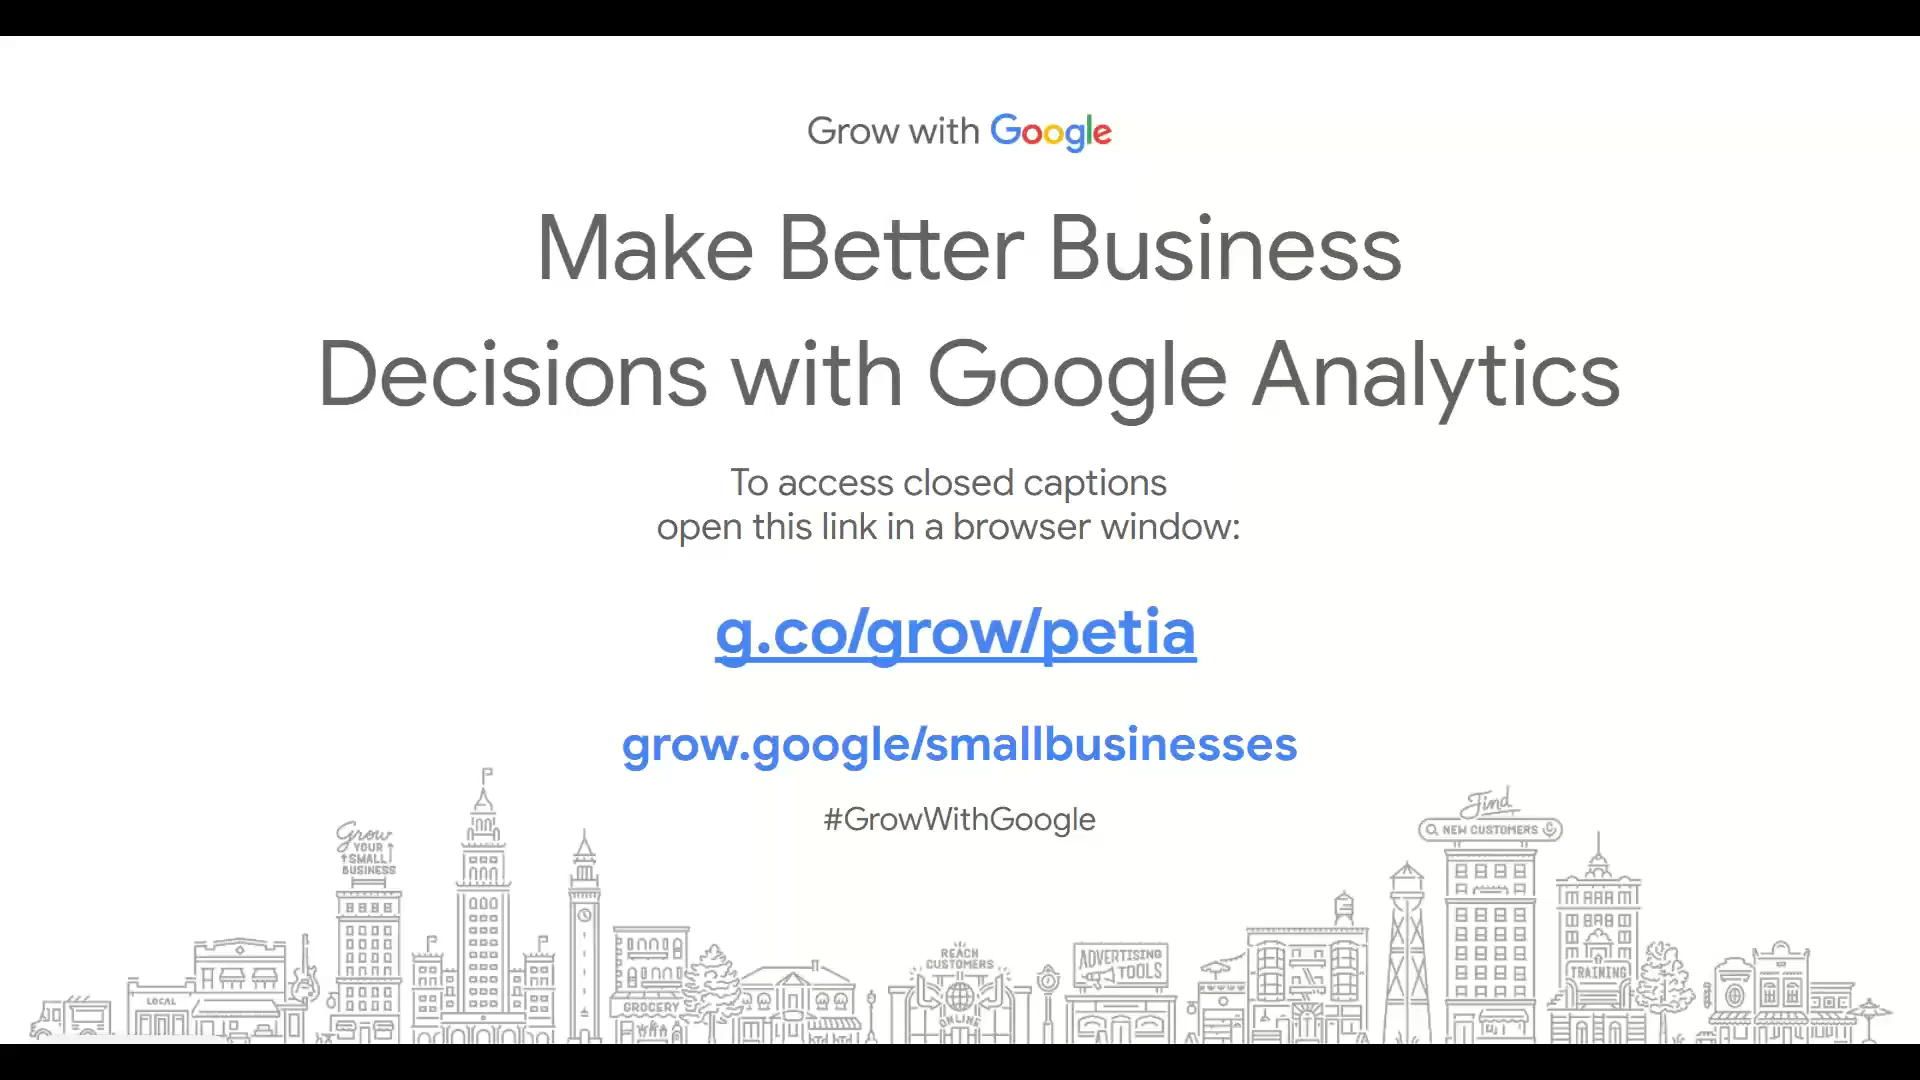 Grow with Google
Make Better Business
Decisions with Google Analytics
To access closed captions
open this link in a browser window:
g.co/grow/petia
grow.google/smallbusinesses
#GrowWithGoogle
Grow
YOUR
SMALL
BUSINESS
Find
NEW CUSTOMERS
REACH
CUSTOMERS
ONLINE
ADVERTISING
TOOLS
TRAINING
LOCAL
GROCERY